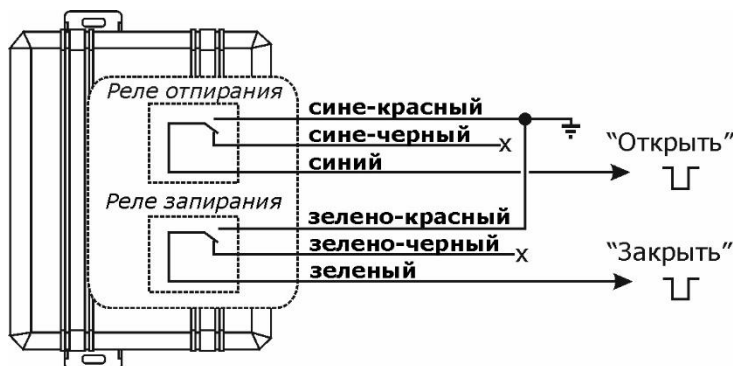 Реле отпирания
сине-красный
сине-черный
x
синий
“Открыть”
Реле запирания
зелено-красный
зелено-черный
x
зеленый
“Закрыть”